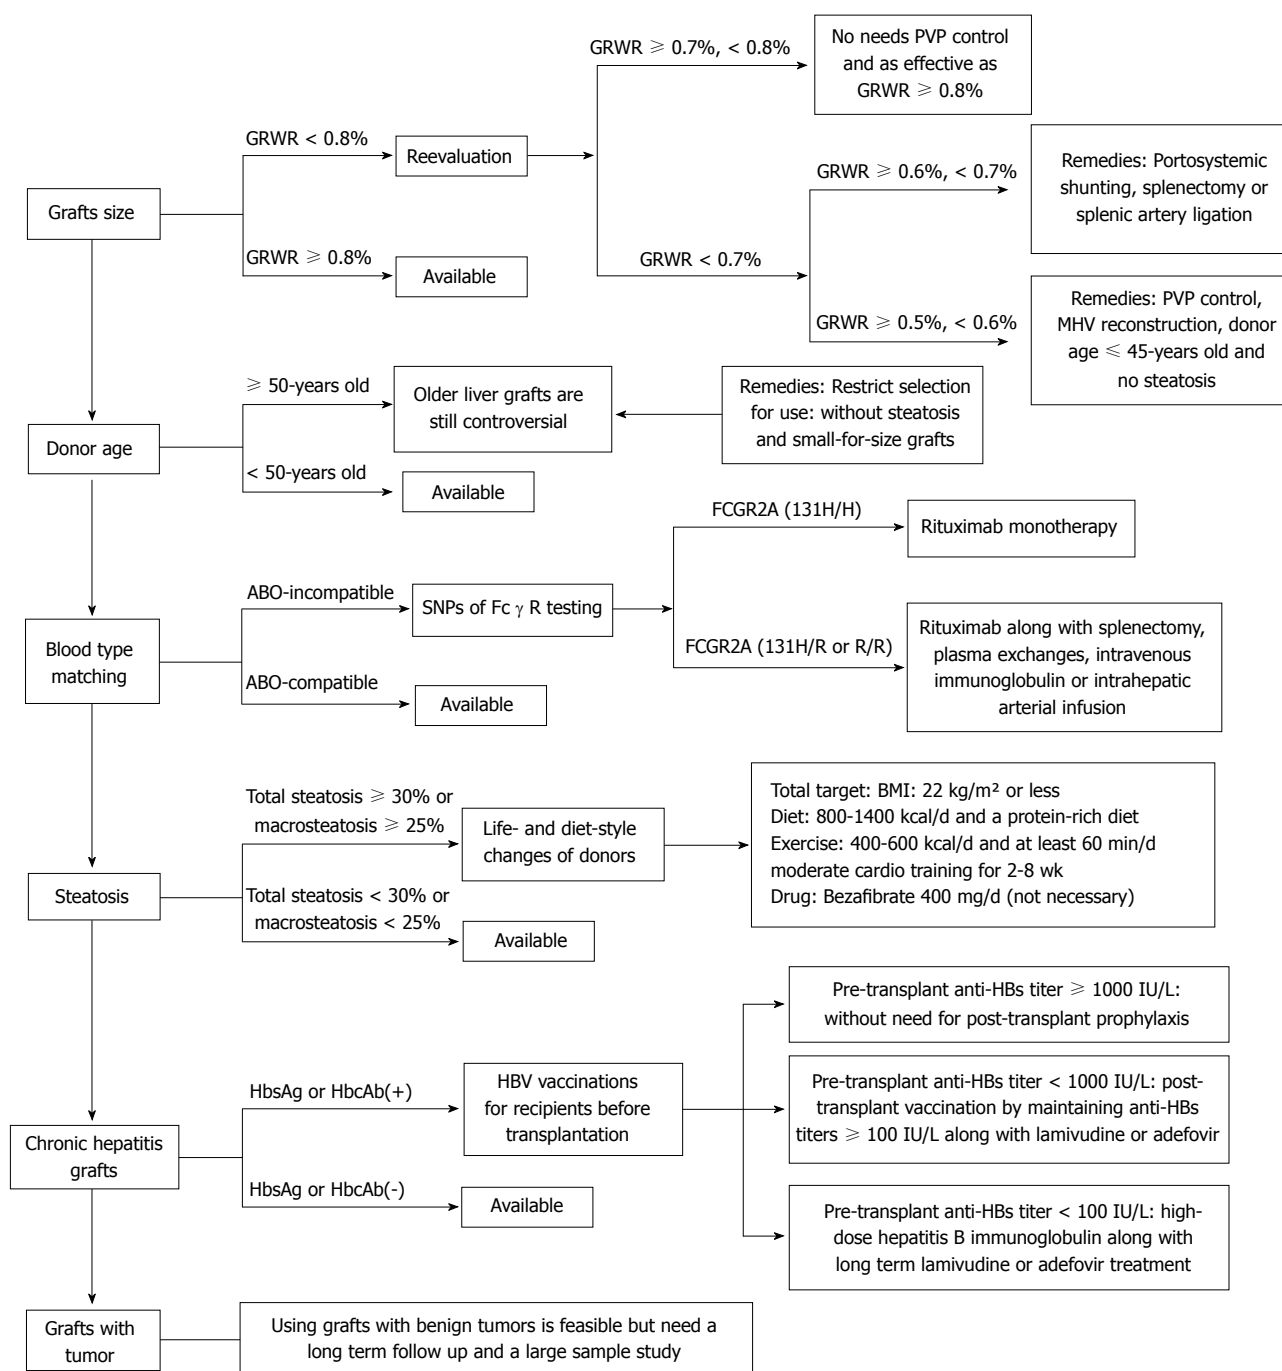 GRWR ≥ 0.7%, < 0.8%
No needs PVP control
and as effective as
GRWR ≥ 0.8%
GRWR < 0.8%
Reevaluation
GRWR ≥ 0.6%, < 0.7%
Remedies: Portosystemic
shunting, splenectomy or
splenic artery ligation
Grafts size
GRWR ≥ 0.8%
Available
GRWR < 0.7%
GRWR ≥ 0.5%, < 0.6%
Remedies: PVP control,
MHV reconstruction, donor
age ≤ 45-years old and
no steatosis
≥ 50-years old
Older liver grafts are
still controversial
Remedies: Restrict selection
for use: without steatosis
and small-for-size grafts
Donor age
< 50-years old
Available
FCGR2A (131H/H)
Rituximab monotherapy
ABO-incompatible
SNPs of Fc γ R testing
Blood type
matching
FCGR2A (131H/R or R/R)
Rituximab along with splenectomy,
plasma exchanges, intravenous
immunoglobulin or intrahepatic
arterial infusion
ABO-compatible
Available
Total steatosis ≥ 30% or
macrosteatosis ≥ 25%
Life- and diet-style
changes of donors
Total target: BMI: 22 kg/m² or less
Diet: 800-1400 kcal/d and a protein-rich diet
Exercise: 400-600 kcal/d and at least 60 min/d
moderate cardio training for 2-8 wk
Drug: Bezafibrate 400 mg/d (not necessary)
Steatosis
Total steatosis < 30% or
macrosteatosis < 25%
Available
Pre-transplant anti-HBs titer ≥ 1000 IU/L:
without need for post-transplant prophylaxis
HbsAg or HbcAb(+)
HBV vaccinations
for recipients before
transplantation
Pre-transplant anti-HBs titer < 1000 IU/L: post-
transplant vaccination by maintaining anti-HBs
titers ≥ 100 IU/L along with lamivudine or adefovir
Chronic hepatitis
grafts
HbsAg or HbcAb(-)
Available
Pre-transplant anti-HBs titer < 100 IU/L: high-
dose hepatitis B immunoglobulin along with
long term lamivudine or adefovir treatment
Grafts with
tumor
Using grafts with benign tumors is feasible but need a
long term follow up and a large sample study